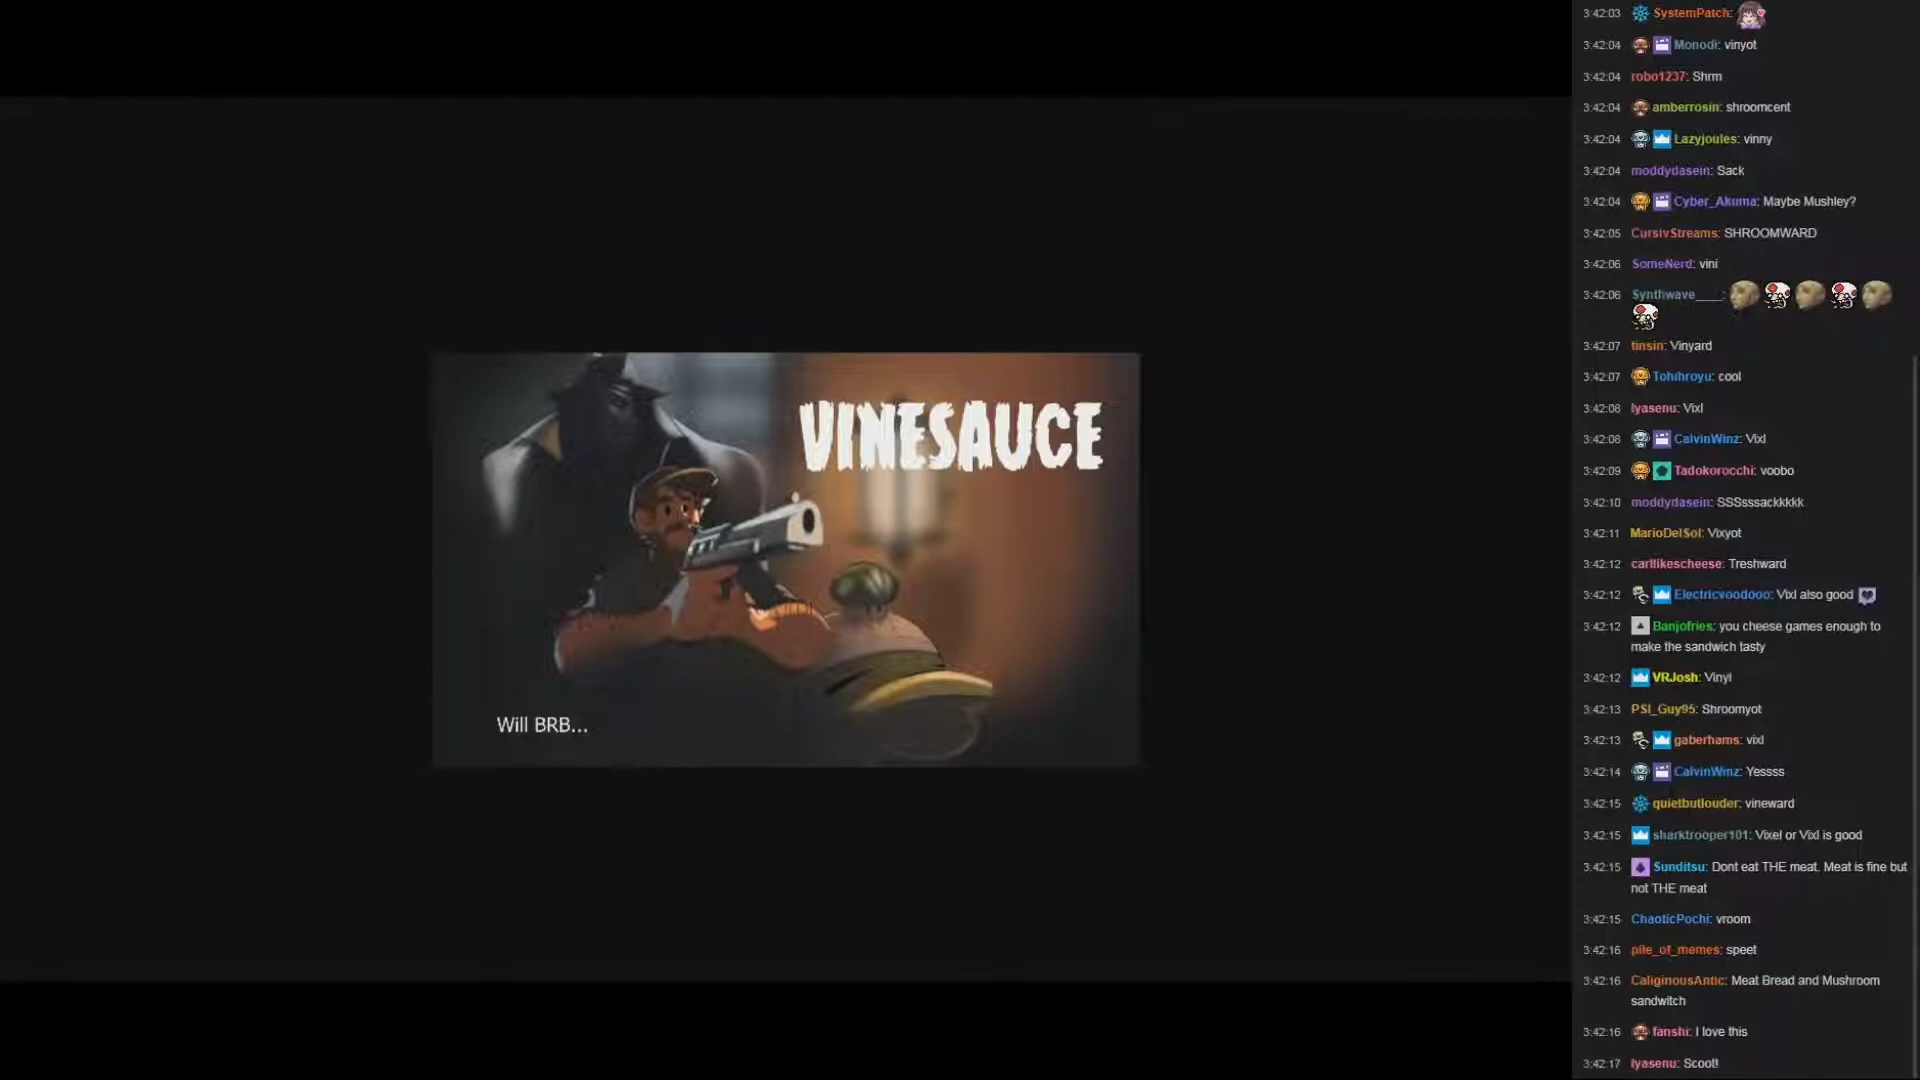 VINESAUCE
Will BRB...
3:42:03 SystemPatch:
3:42:04 Monodi: vinyot
3:42:04 robo1237: Shrm
3:42:04 amberrosin: shroomcent
3:42:04 Lazyjoules: vinny
3:42:04 moddydasein: Sack
3:42:04 Cyber_Akuma: Maybe Mushley?
3:42:05 CursivStreams: SHROOMWARD
3:42:06 SomeNerd: vini
3:42:06 Synthwave____:
3:42:07 tinsin: Vinyard
3:42:07 Tohihroyu: cool
3:42:08 lyasenu: Vixl
3:42:08 CalvinWinz: Vixl
3:42:09 Tadokorocchi: voobo
3:42:10 moddydasein: SSSsssackkkkk
3:42:11 MarioDelSol: Vixyot
3:42:12 carllikescheese: Treshward
3:42:12 Electricvoodooo: Vixl also good
3:42:12 Banjofries: you cheese games enough to
make the sandwich tasty
3:42:12 VRJosh: Vinyl
3:42:13 PSI_Guy95: Shroomyot
3:42:13 gaberhams: vixl
3:42:14 CalvinWinz: Yessss
3:42:15 quietbutlouder: vineward
3:42:15 sharktrooper101: Vixel or Vixl is good
3:42:15 Sunditsu: Dont eat THE meat. Meat is fine but
not THE meat
3:42:15 ChaoticPochi: vroom
3:42:16 pile_of_memes: speet
3:42:16 CaliginousAntic: Meat Bread and Mushroom
sandwitch
3:42:16 fanshi: I love this
3:42:17 lyasenu: Scoot!